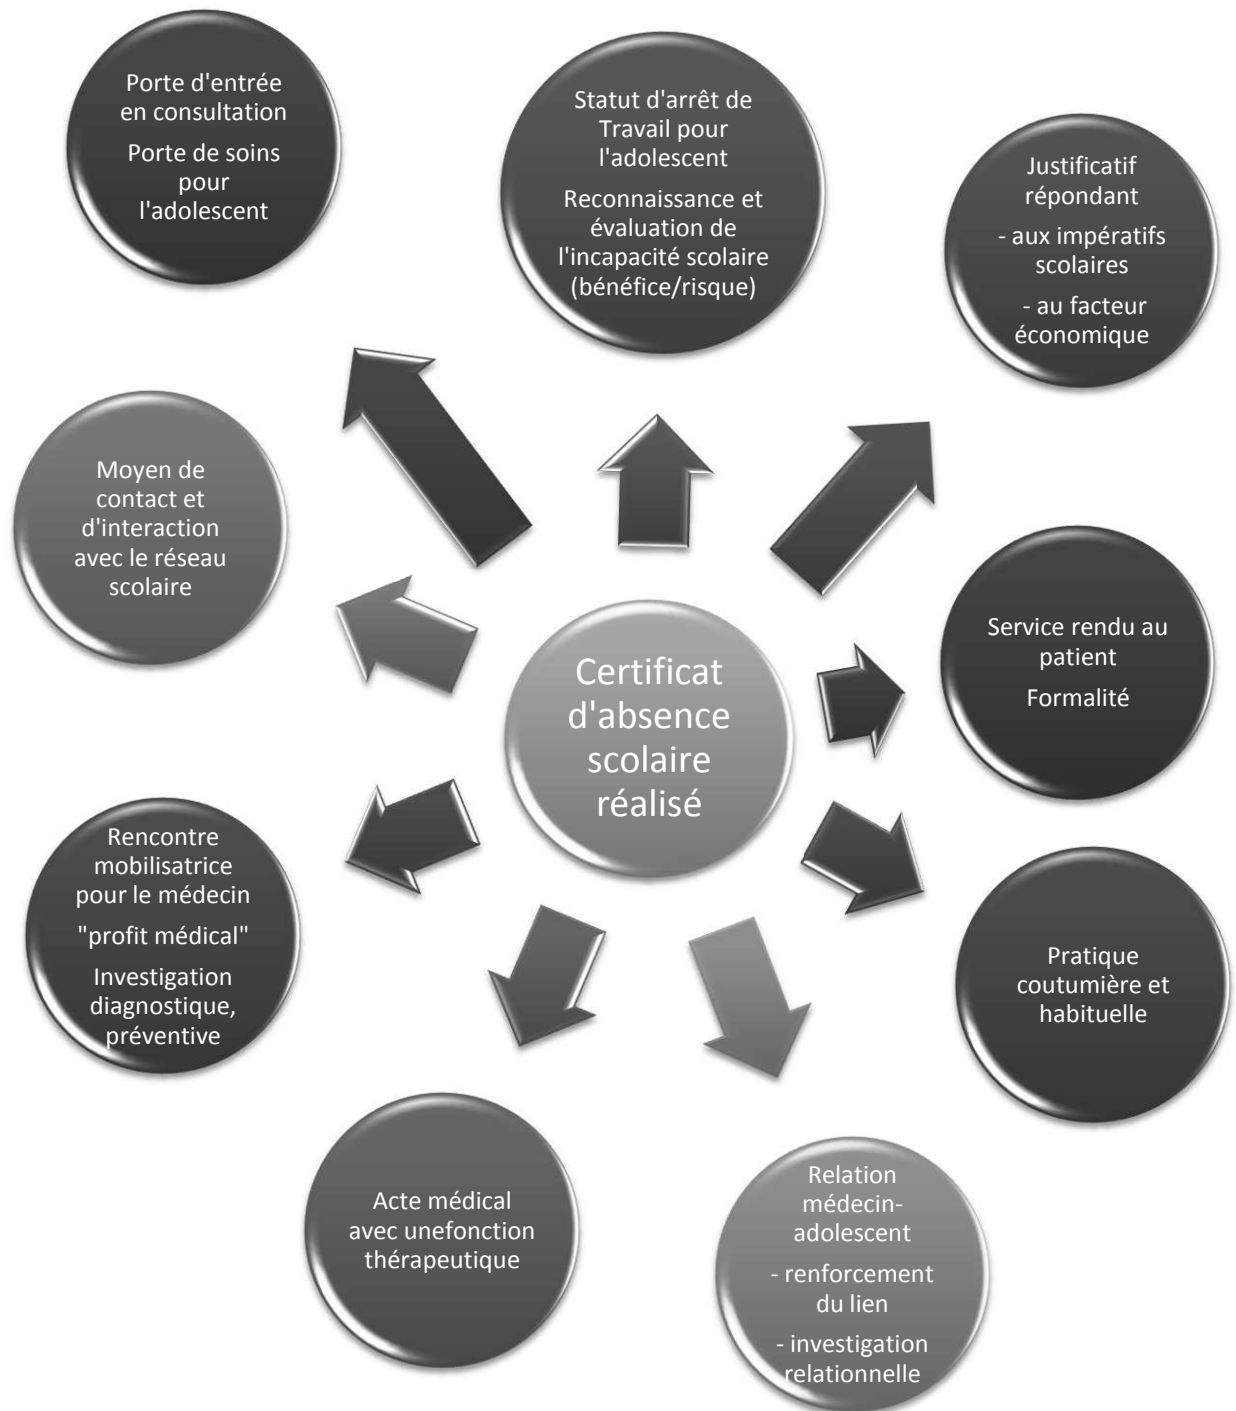 Porte d'entrée
en consultation
Porte de soins
pour
l'adolescent
Statut d'arrêt de
Travail pour
l'adolescent
Reconnaissance et
évaluation de
l'incapacité scolaire
(bénéfice/risque)
Justificatif
répondant
- aux impératifs
scolaires
- au facteur
économique
Moyen de
contact et
d'interaction
avec le réseau
scolaire
Certificat
d'absence
scolaire
réalisé
Service rendu au
patient
Formalité
Rencontre
mobilisatrice
pour le médecin
"profit médical"
Investigation
diagnostique,
préventive
Pratique
coutumière et
habituelle
Acte médical
avec unefonction
thérapeutique
Relation
médecin-
adolescent
- renforcement
du lien
- investigation
relationnelle